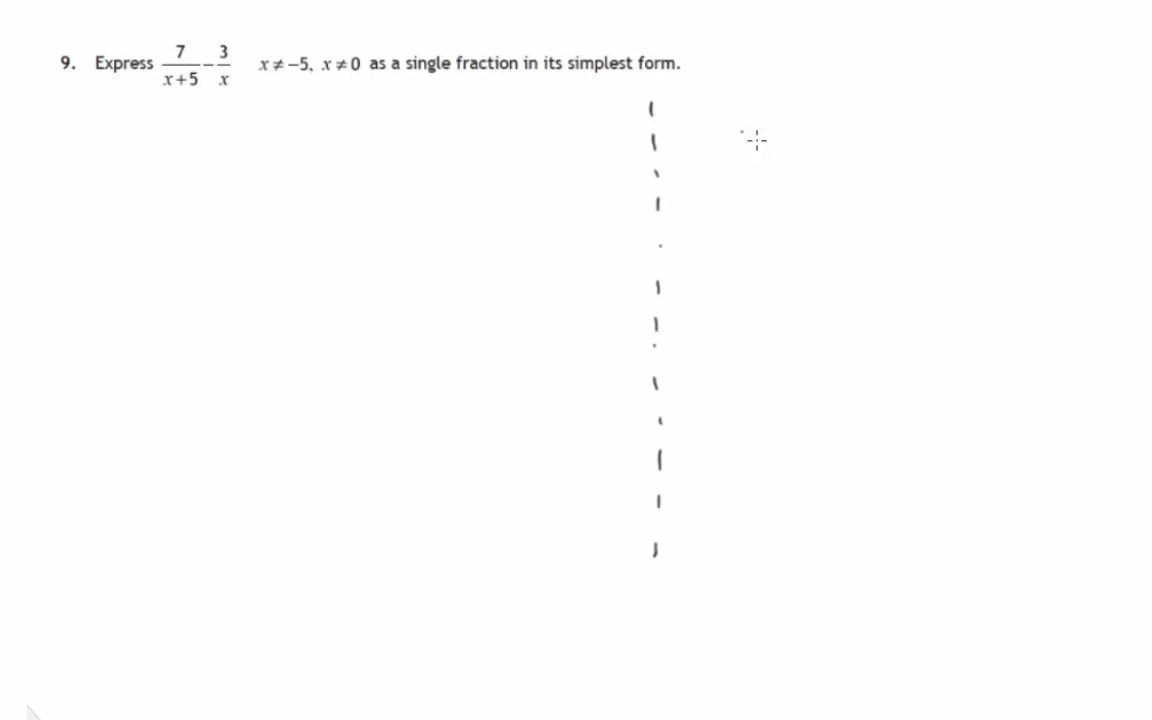 9. Express 7/(x+5) − 3/x x ≠ −5, x ≠ 0 as a single fraction in its simplest form.